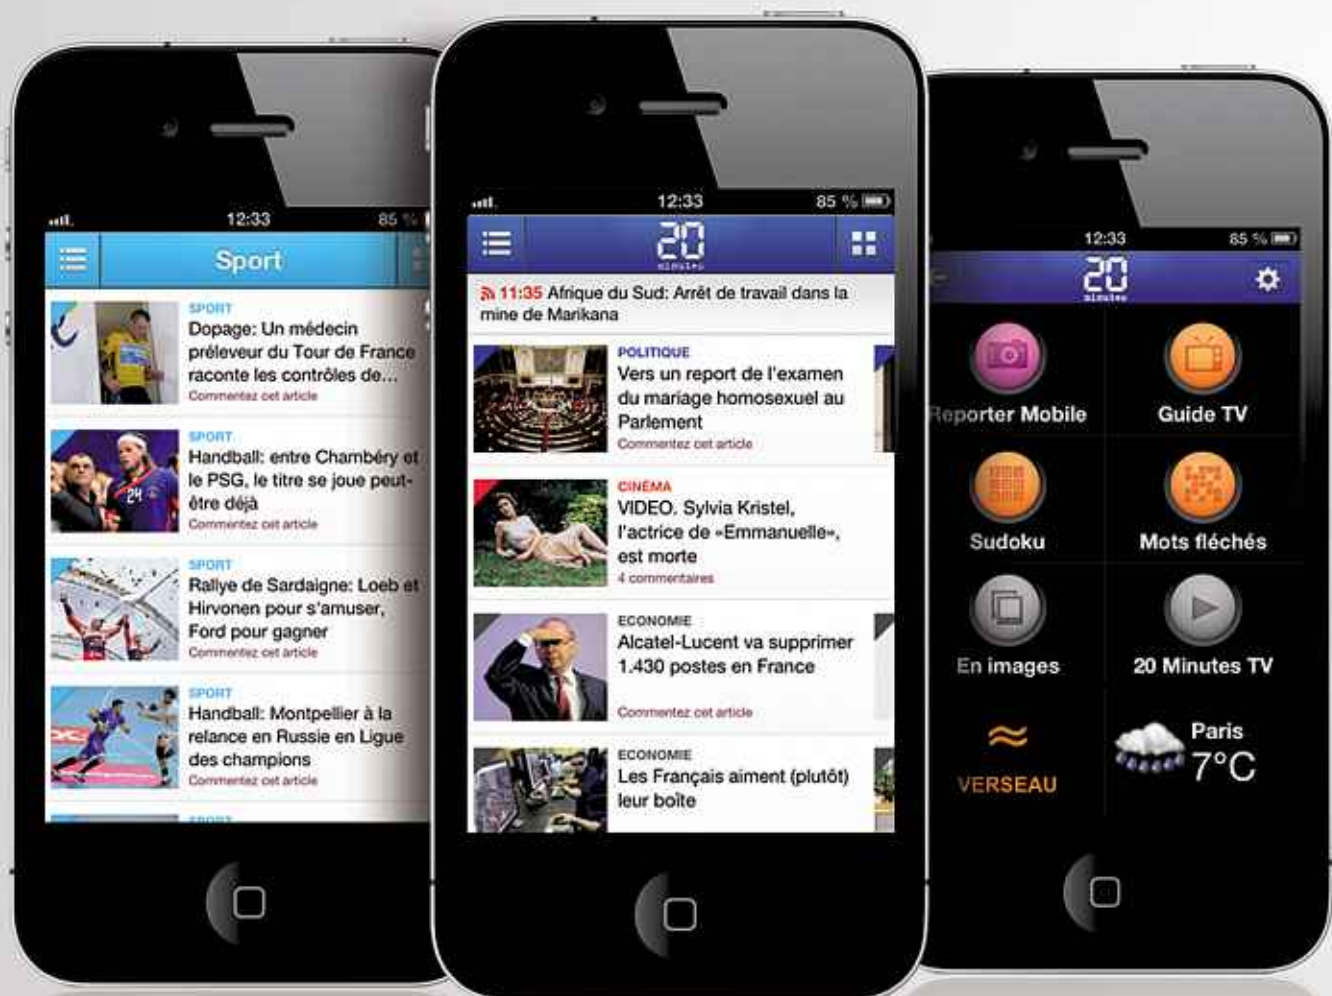 12:33
85 %
Sport
SPORT
Dopage: Un médecin
préleveur du Tour de France
raconte les contrôles de...
Commentez cet article
SPORT
Handball: entre Chambéry et
le PSG, le titre se joue peut-
être déjà
Commentez cet article
SPORT
Rallye de Sardaigne: Loeb et
Hirvonen pour s'amuser,
Ford pour gagner
Commentez cet article
SPORT
Handball: Montpellier à la
relance en Russie en Ligue
des champions
Commentez cet article
SPORT
12:33
85 %
20
minutes
11:35 Afrique du Sud: Arrêt de travail dans la
mine de Marikana
POLITIQUE
Vers un report de l'examen
du mariage homosexuel au
Parlement
Commentez cet article
CINÉMA
VIDEO. Sylvia Kristel,
l'actrice de «Emmanuelle»,
est morte
4 commentaires
ECONOMIE
Alcatel-Lucent va supprimer
1.430 postes en France
Commentez cet article
ECONOMIE
Les Français aiment (plutôt)
leur boîte
12:33
85 %
20
minutes
Reporter Mobile
Guide TV
Sudoku
Mots fléchés
En images
20 Minutes TV
VERSEAU
Paris
7°C
24